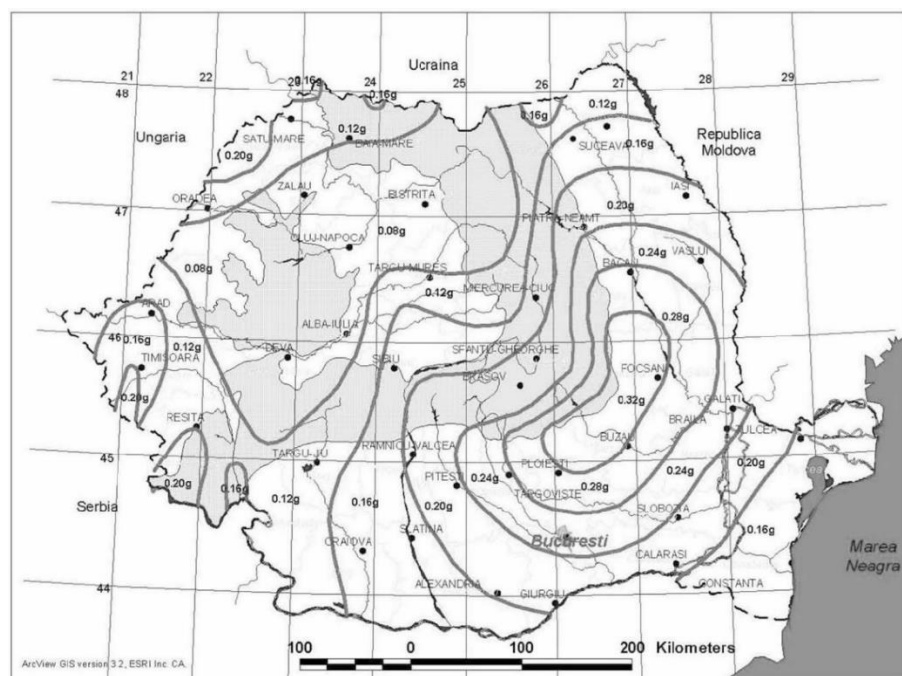 Ucraina
21 22 23 24 25 26 27 28 29
48
0.16g
0.16g
0.16g
0.12g
Ungaria
SATU-MARE
0.12g
BAIA-MARE
SUCEAVA
0.16g
Republica
Moldova
0.20g
ORADEA
ZALAU
BISTRITA
IASI
47
0.20g
PIATRA-NEAMT
CLUJ-NAPOCA
0.08g
0.24g
VASLUI
BACAU
0.08g
TARGU-MURES
0.12g
MIERCUREA-CIUC
0.28g
ARAD
ALBA-IULIA
46
0.16g
0.12g
TIMISOARA
DEVA
SIBIU
SFANTU-GHEORGHE
BRASOV
FOCSANI
0.20g
0.32g
RESITA
GALATI
BRAILA
TULCEA
45
TARGU-JIU
RAMNICU-VALCEA
BUZAU
PLOIESTI
0.20g
0.16g
0.12g
0.16g
PITESTI
0.24g
TARGOVISTE
0.28g
0.24g
0.20g
Serbia
0.20g
SLOBOZIA
0.16g
CRAIOVA
SLATINA
Bucuresti
CALARASI
Marea
Neagra
44
ALEXANDRIA
GIURGIU
CONSTANTA
100 0 100 200 Kilometers
ArcView GIS version 3.2, ESRI Inc. CA.